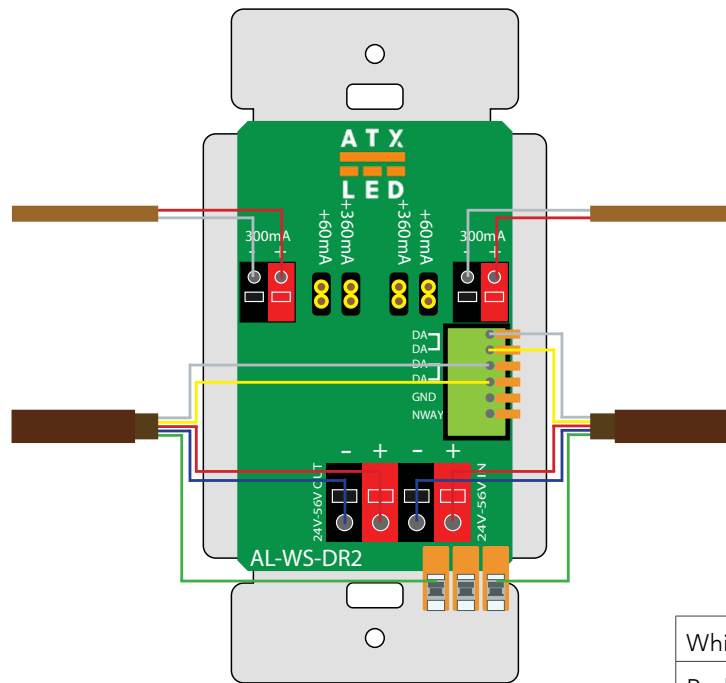 ATX
LED
+60mA
+360mA
+360mA
+60mA
300mA
- +
300mA
- +
DA
DA
DA
DA
GND
NWAY
- + - +
24V-56V OUT
24V-56V IN
AL-WS-DR2